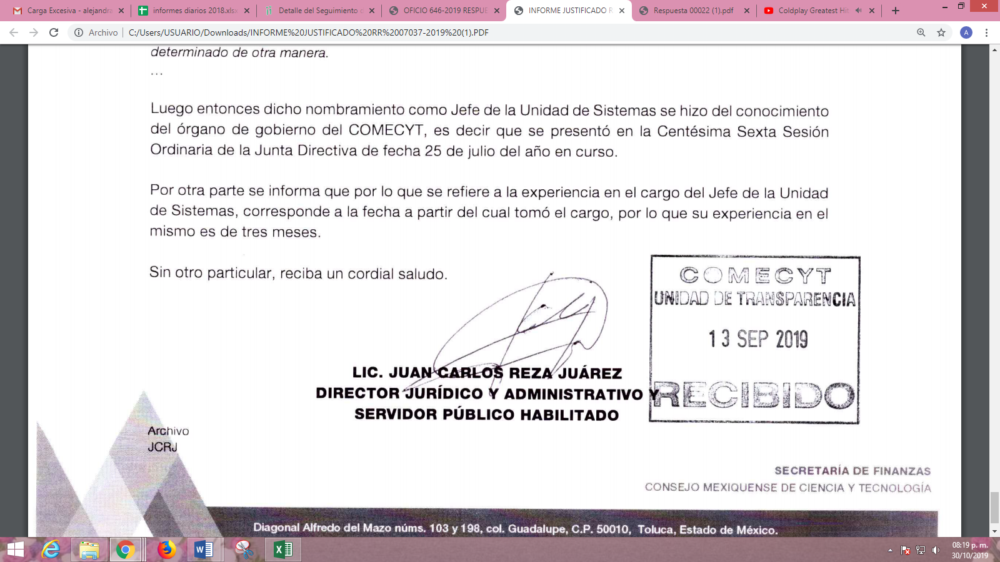 Carga Excesiva - alejandra
informes diarios 2018.xlsx
Detalle del Seguimiento d
OFICIO 646-2019 RESPUE
INFORME JUSTIFICADO R
Respuesta 00022 (1).pdf
Coldplay Greatest Hit
Archivo
C:/Users/USUARIO/Downloads/INFORME%20JUSTIFICADO%20RR%2007037-2019%20(1).PDF
A
determinado de otra manera.
...
Luego entonces dicho nombramiento como Jefe de la Unidad de Sistemas se hizo del conocimiento
del órgano de gobierno del COMECYT, es decir que se presentó en la Centésima Sexta Sesión
Ordinaria de la Junta Directiva de fecha 25 de julio del año en curso.
Por otra parte se informa que por lo que se refiere a la experiencia en el cargo del Jefe de la Unidad
de Sistemas, corresponde a la fecha a partir del cual tomó el cargo, por lo que su experiencia en el
mismo es de tres meses.
Sin otro particular, reciba un cordial saludo.
COMECYT
UNIDAD DE TRANSPARENCIA
13 SEP 2019
RECIBIDO
LIC. JUAN CARLOS REZA JUÁREZ
DIRECTOR JURÍDICO Y ADMINISTRATIVO Y
SERVIDOR PÚBLICO HABILITADO
Archivo
JCRJ
SECRETARÍA DE FINANZAS
CONSEJO MEXIQUENSE DE CIENCIA Y TECNOLOGÍA
Diagonal Alfredo del Mazo núms. 103 y 198, col. Guadalupe, C.P. 50010, Toluca, Estado de México.
08:19 p. m.
30/10/2019